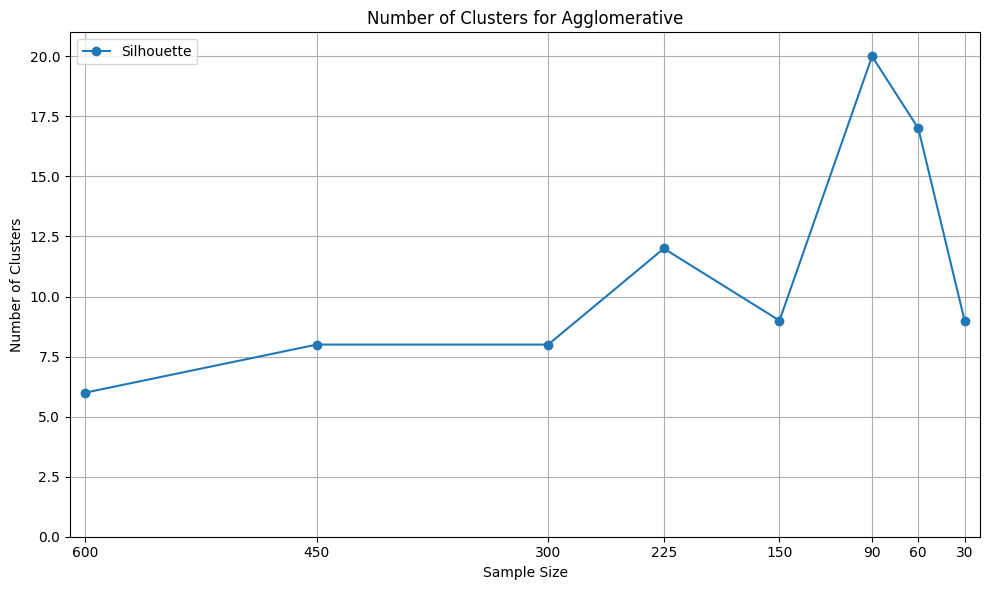 Number of Clusters for Agglomerative
Silhouette
Number of Clusters
20.0
17.5
15.0
12.5
10.0
7.5
5.0
2.5
0.0
600 450 300 225 150 90 60 30
Sample Size